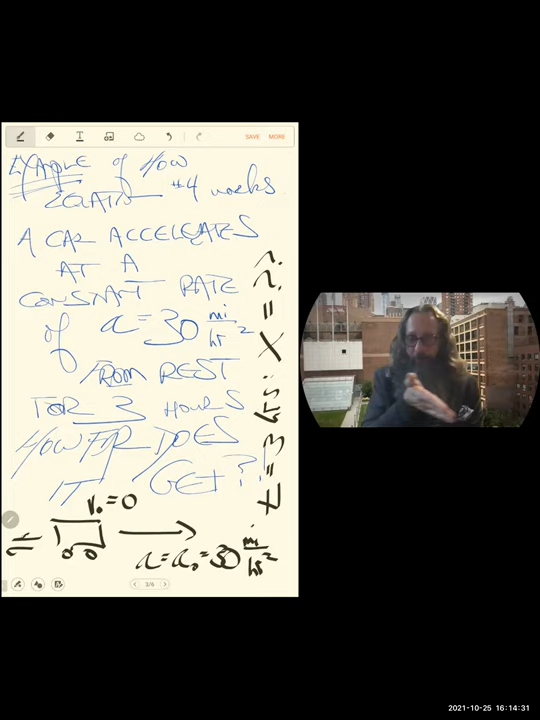 SAVE MORE
EXAMPLE of HOW
EQUATION #4 works
A CAR ACCELERATES
AT A
CONSTANT RATE
of a = 30 mi/hr²
FROM REST
FOR 3 HOURS
HOW FAR DOES
IT GET??
t = 3 hrs: X = ??
V₀ = 0
a = a₀ = 30 mi/hr²
3/6
2021-10-25 16:14:31